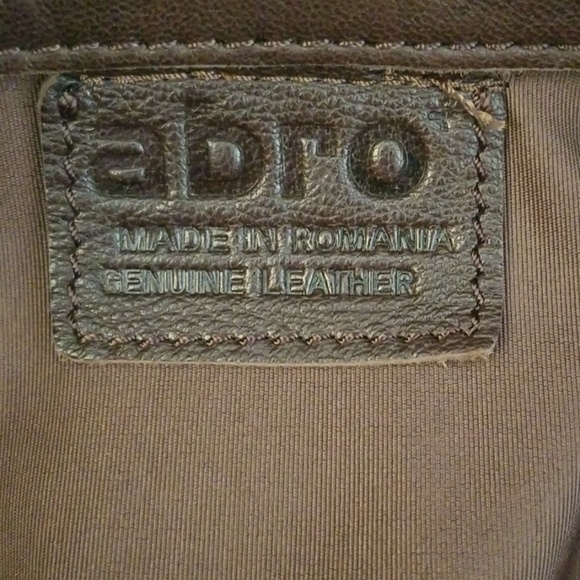 abro+
MADE IN ROMANIA
GENUINE LEATHER